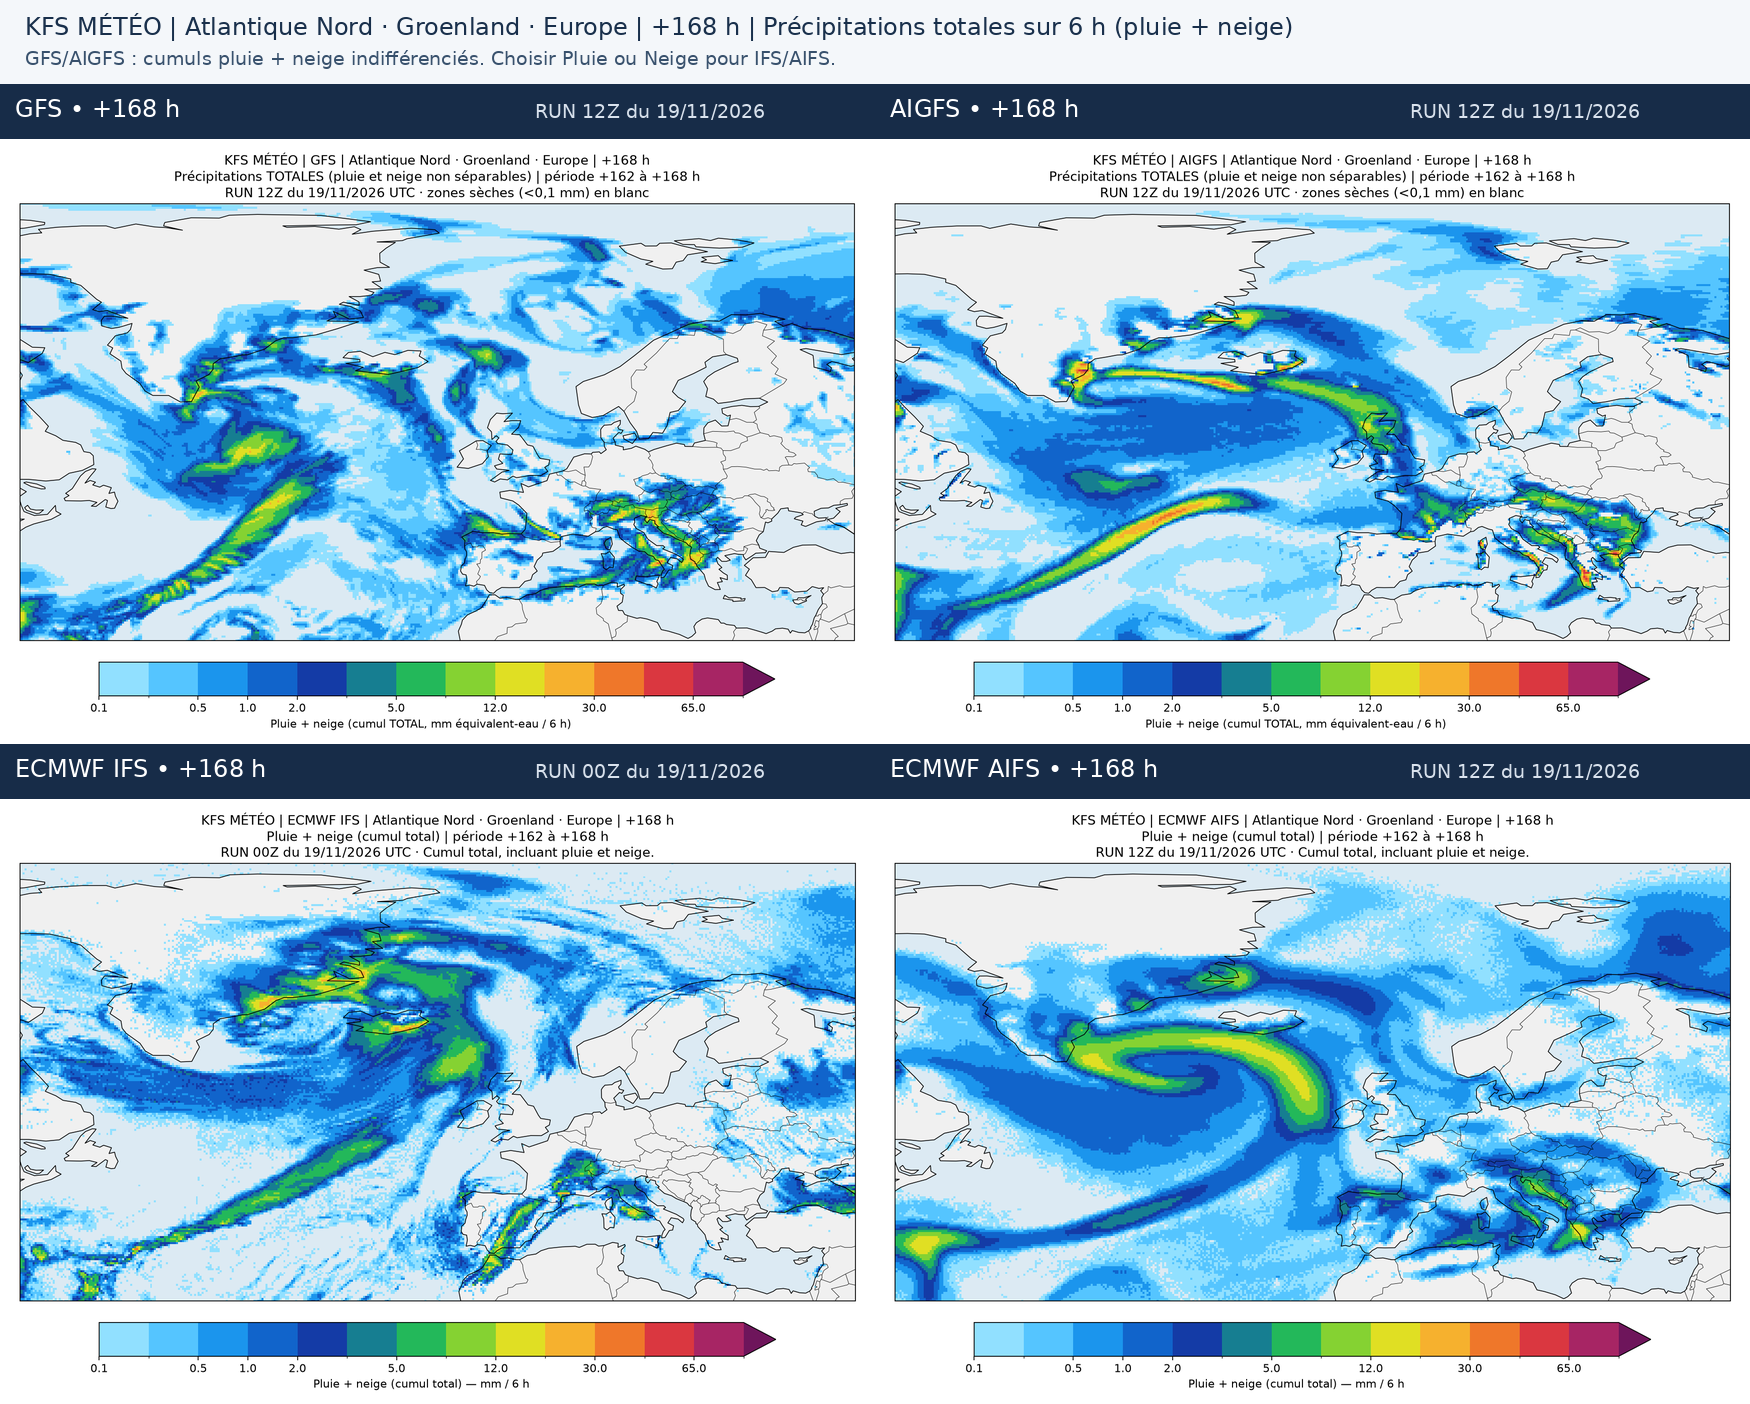 KFS MÉTÉO | Atlantique Nord · Groenland · Europe | +168 h | Précipitations totales sur 6 h (pluie + neige)
GFS/AIGFS : cumuls pluie + neige indifférenciés. Choisir Pluie ou Neige pour IFS/AIFS.
GFS • +168 h
RUN 12Z du 19/11/2026
KFS MÉTÉO | GFS | Atlantique Nord · Groenland · Europe | +168 h
Précipitations TOTALES (pluie et neige non séparables) | période +162 à +168 h
RUN 12Z du 19/11/2026 UTC · zones sèches (<0,1 mm) en blanc
0.1 0.5 1.0 2.0 5.0 12.0 30.0 65.0
Pluie + neige (cumul TOTAL, mm équivalent-eau / 6 h)
AIGFS • +168 h
RUN 12Z du 19/11/2026
KFS MÉTÉO | AIGFS | Atlantique Nord · Groenland · Europe | +168 h
Précipitations TOTALES (pluie et neige non séparables) | période +162 à +168 h
RUN 12Z du 19/11/2026 UTC · zones sèches (<0,1 mm) en blanc
0.1 0.5 1.0 2.0 5.0 12.0 30.0 65.0
Pluie + neige (cumul TOTAL, mm équivalent-eau / 6 h)
ECMWF IFS • +168 h
RUN 00Z du 19/11/2026
KFS MÉTÉO | ECMWF IFS | Atlantique Nord · Groenland · Europe | +168 h
Pluie + neige (cumul total) | période +162 à +168 h
RUN 00Z du 19/11/2026 UTC · Cumul total, incluant pluie et neige.
0.1 0.5 1.0 2.0 5.0 12.0 30.0 65.0
Pluie + neige (cumul total) — mm / 6 h
ECMWF AIFS • +168 h
RUN 12Z du 19/11/2026
KFS MÉTÉO | ECMWF AIFS | Atlantique Nord · Groenland · Europe | +168 h
Pluie + neige (cumul total) | période +162 à +168 h
RUN 12Z du 19/11/2026 UTC · Cumul total, incluant pluie et neige.
0.1 0.5 1.0 2.0 5.0 12.0 30.0 65.0
Pluie + neige (cumul total) — mm / 6 h